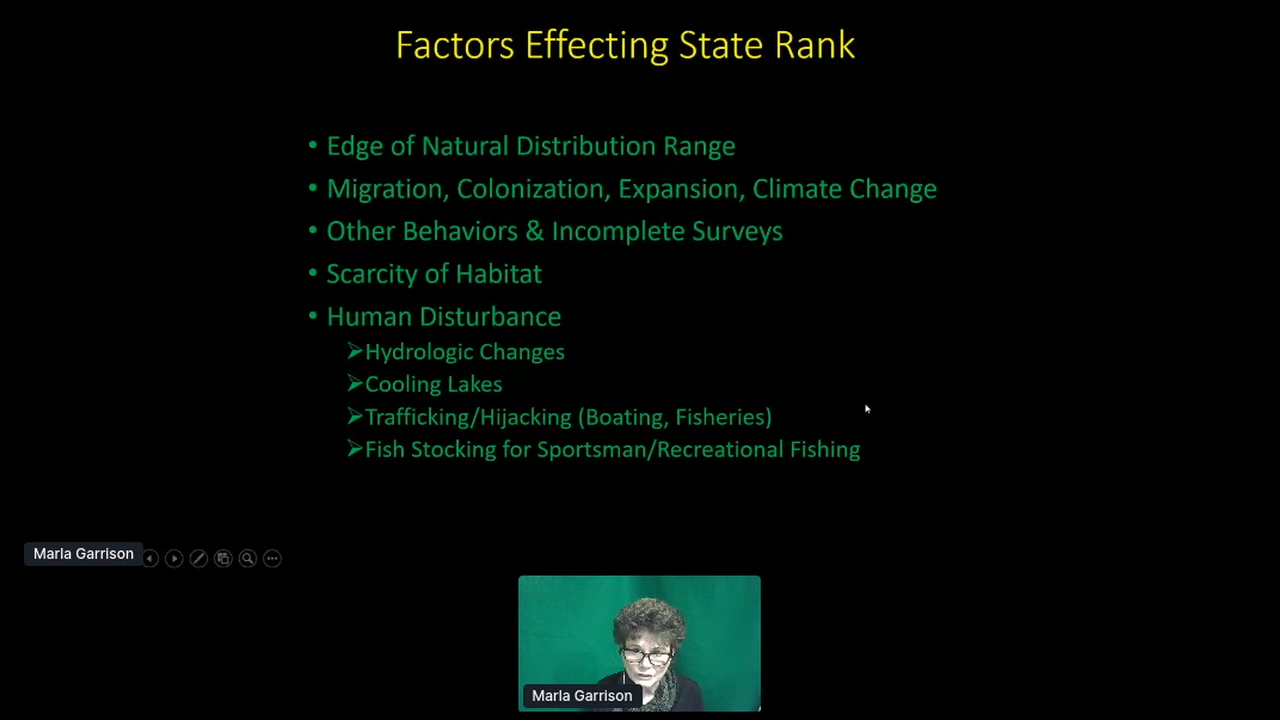 Factors Effecting State Rank
• Edge of Natural Distribution Range
• Migration, Colonization, Expansion, Climate Change
• Other Behaviors & Incomplete Surveys
• Scarcity of Habitat
• Human Disturbance
➢Hydrologic Changes
➢Cooling Lakes
➢Trafficking/Hijacking (Boating, Fisheries)
➢Fish Stocking for Sportsman/Recreational Fishing
Marla Garrison
Marla Garrison